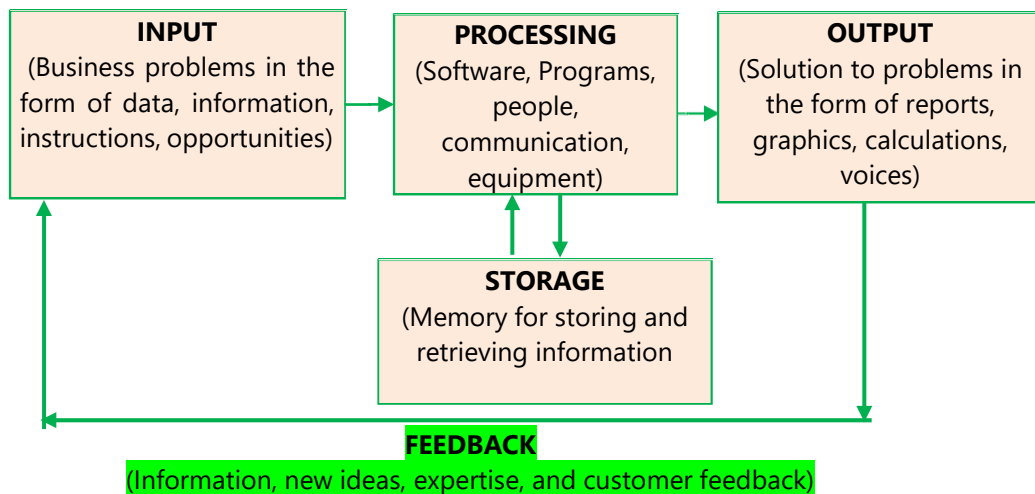 INPUT
(Business problems in the
form of data, information,
instructions, opportunities)
PROCESSING
(Software, Programs,
people,
communication,
equipment)
OUTPUT
(Solution to problems in
the form of reports,
graphics, calculations,
voices)
STORAGE
(Memory for storing and
retrieving information
FEEDBACK
(Information, new ideas, expertise, and customer feedback)